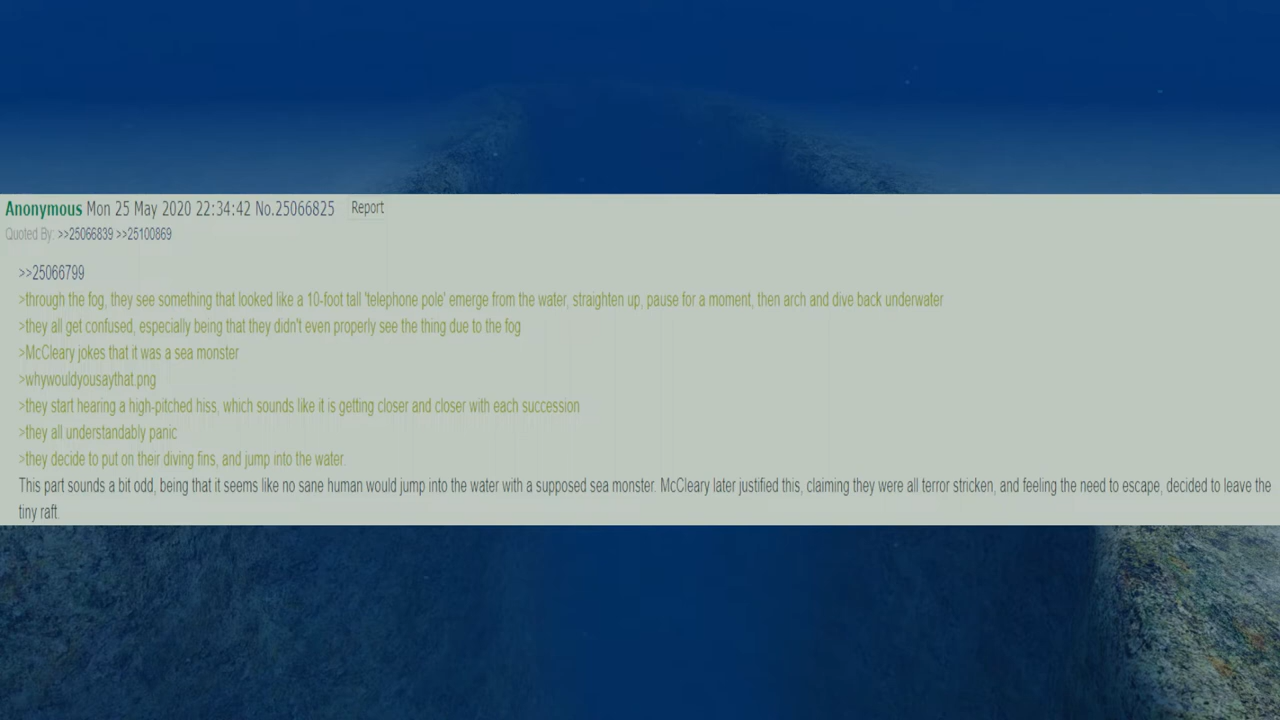 Anonymous Mon 25 May 2020 22:34:42 No.25066825 Report
Quoted By: >>25066839 >>25100869
>>25066799
>through the fog, they see something that looked like a 10-foot tall 'telephone pole' emerge from the water, straighten up, pause for a moment, then arch and dive back underwater
>they all get confused, especially being that they didn't even properly see the thing due to the fog
>McCleary jokes that it was a sea monster
>whywouldyousaythat.png
>they start hearing a high-pitched hiss, which sounds like it is getting closer and closer with each succession
>they all understandably panic
>they decide to put on their diving fins, and jump into the water.
This part sounds a bit odd, being that it seems like no sane human would jump into the water with a supposed sea monster. McCleary later justified this, claiming they were all terror stricken, and feeling the need to escape, decided to leave the
tiny raft.